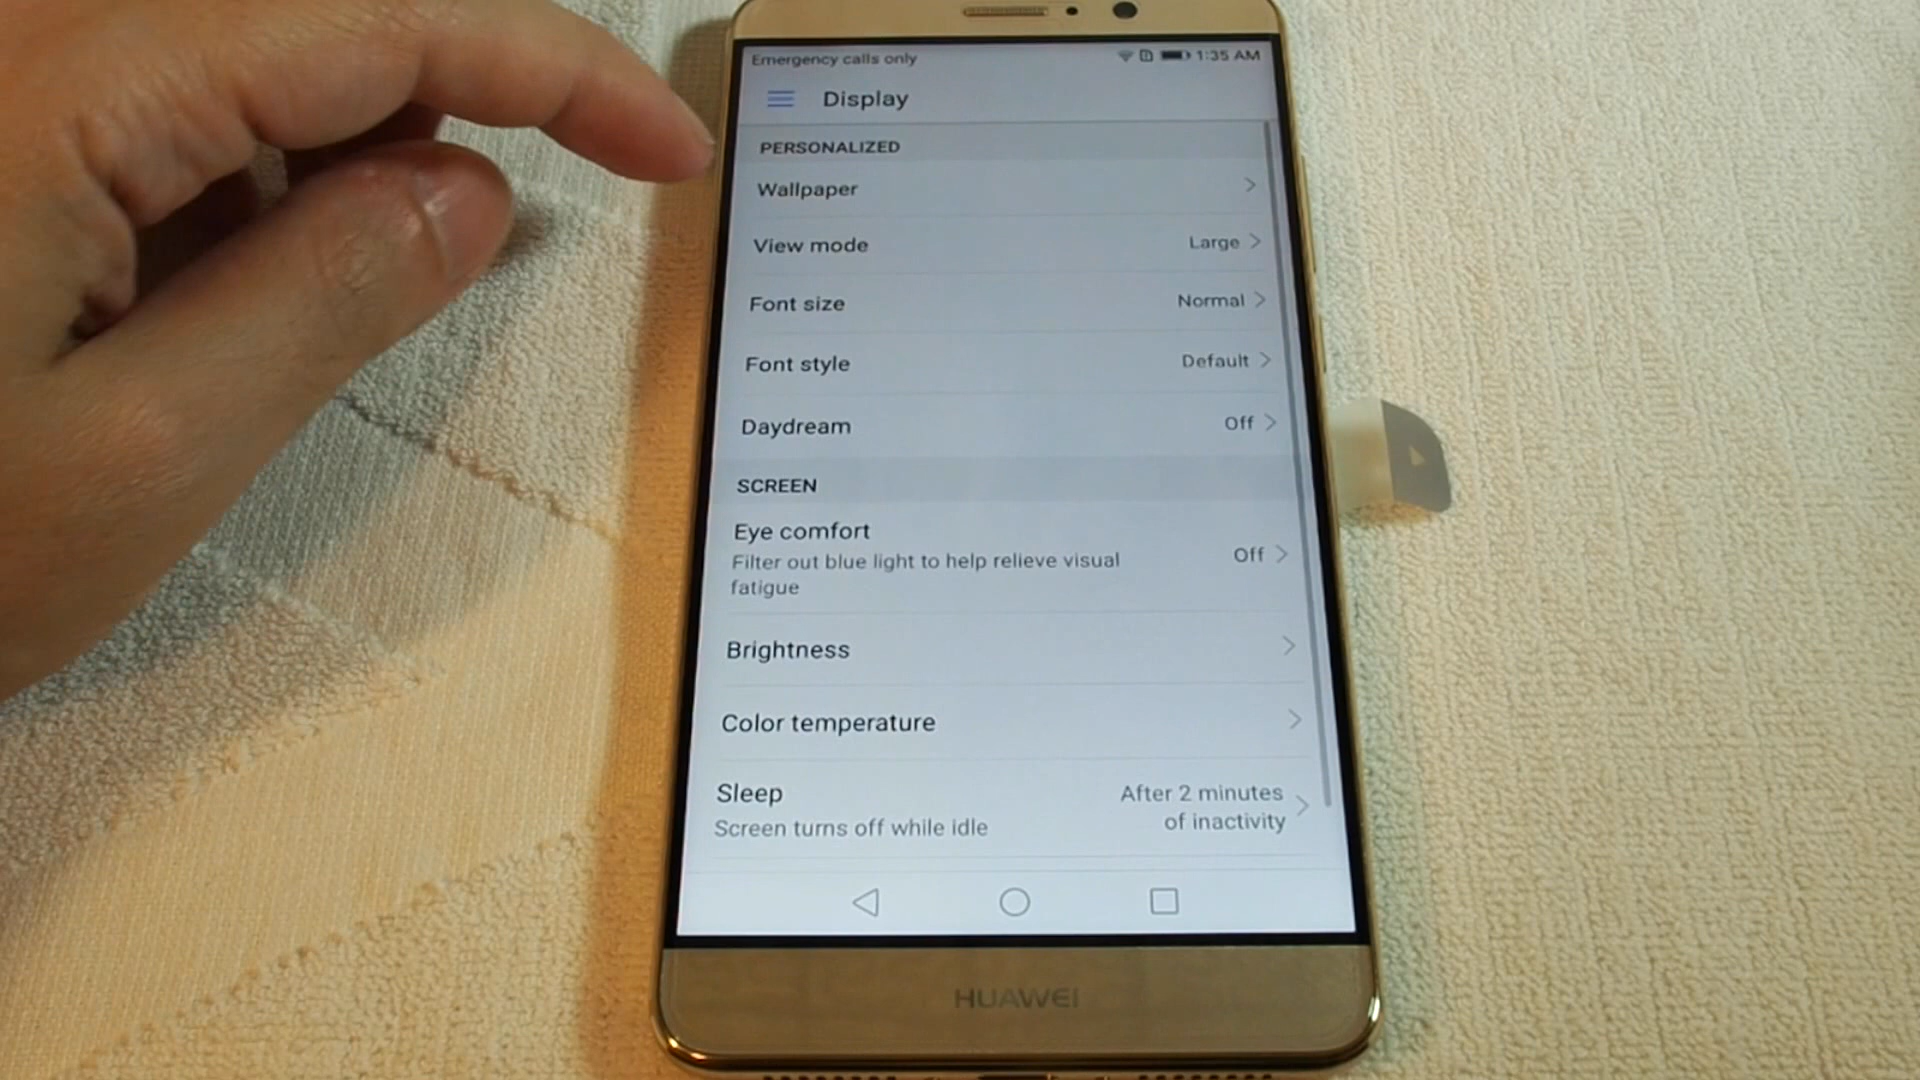 Emergency calls only 1:35 AM
Display
PERSONALIZED
Wallpaper
View mode Large
Font size Normal
Font style Default
Daydream Off
SCREEN
Eye comfort
Filter out blue light to help relieve visual
fatigue
Off
Brightness
Color temperature
Sleep
Screen turns off while idle
After 2 minutes
of inactivity
HUAWEI